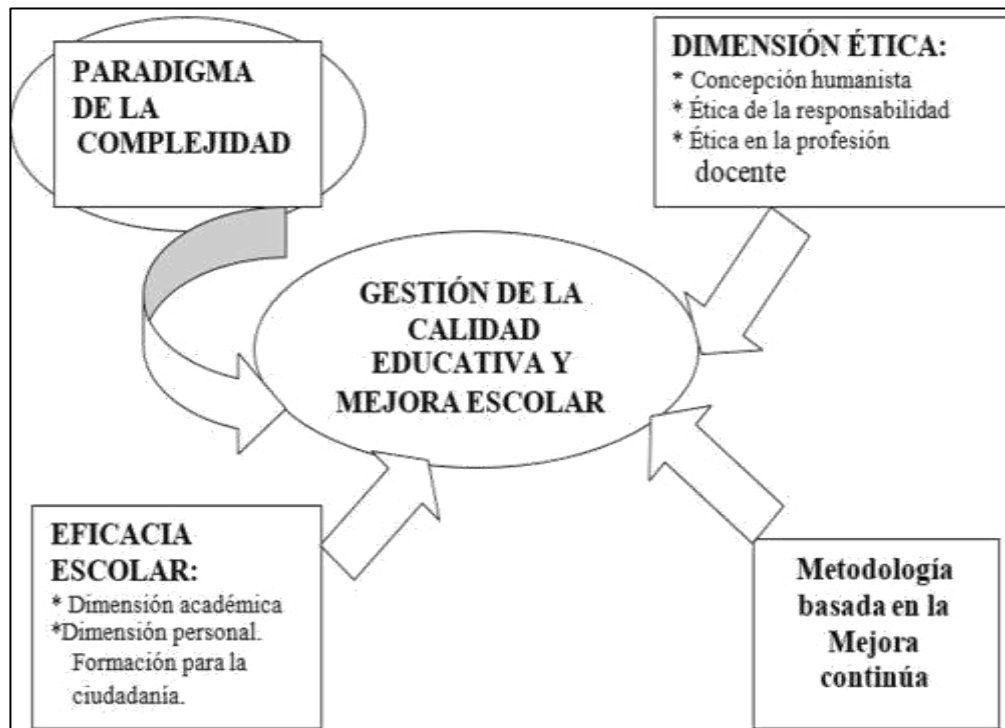 PARADIGMA
DE LA
COMPLEJIDAD
DIMENSIÓN ÉTICA:
* Concepción humanista
* Ética de la responsabilidad
* Ética en la profesión
docente
GESTIÓN DE LA
CALIDAD
EDUCATIVA Y
MEJORA ESCOLAR
EFICACIA
ESCOLAR:
* Dimensión académica
*Dimensión personal.
Formación para la
ciudadanía.
Metodología
basada en la
Mejora
continúa